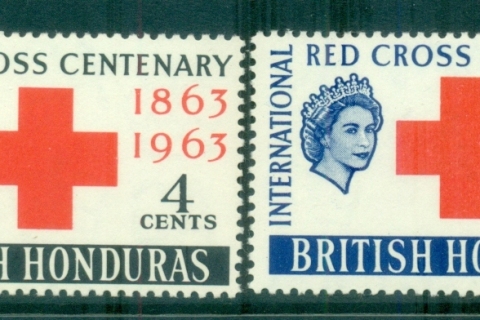 OSS CENTENARY
1863
1963
4
CENTS
H HONDURAS
INTERNATIONAL
RED CROSS
BRITISH HO